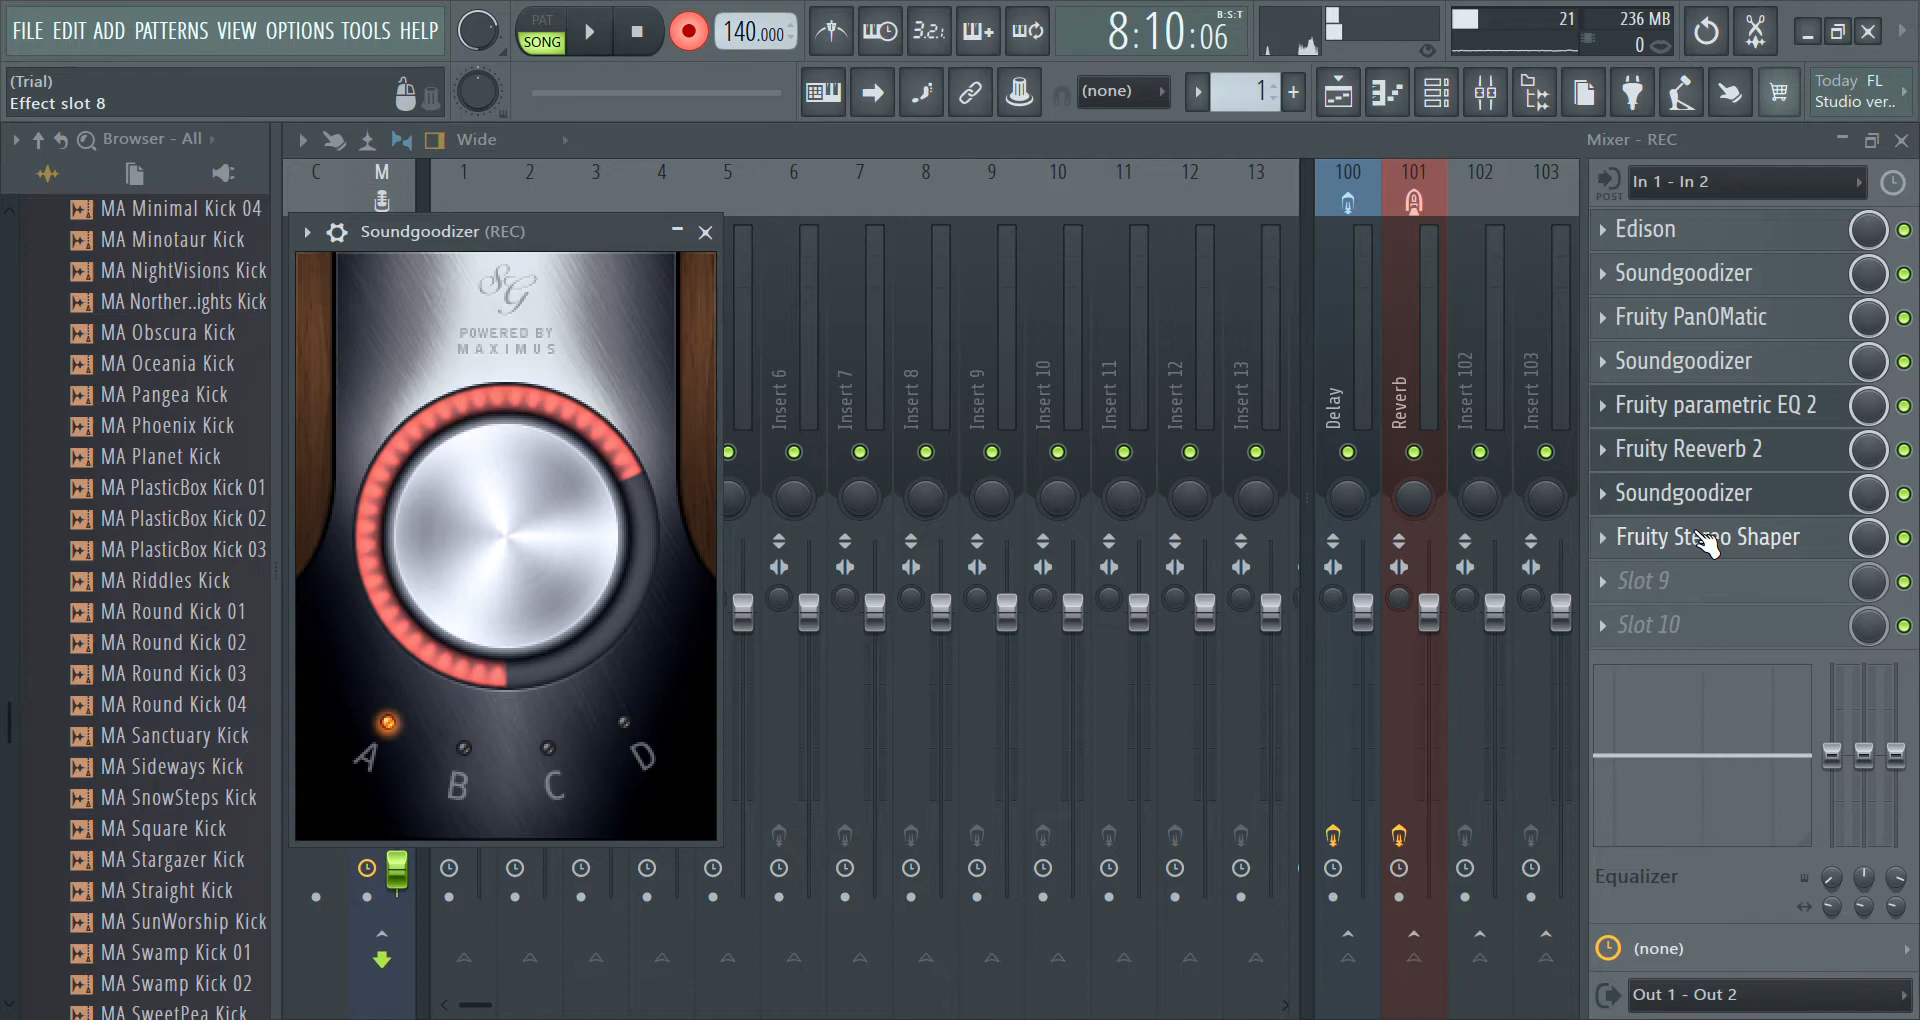 FILE EDIT ADD PATTERNS VIEW OPTIONS TOOLS HELP
PAT
SONG
140.000
3.2.1
8:10:06
B:S:T
21
236 MB
0
(Trial)
Effect slot 8
(none)
1
Today FL
Studio ver..
Browser - All
Wide
Mixer - REC
C
M
1
2
3
4
5
6
7
8
9
10
11
12
13
100
101
102
103
POST
In 1 - In 2
MA Minimal Kick 04
MA Minotaur Kick
MA NightVisions Kick
MA Norther..ights Kick
MA Obscura Kick
MA Oceania Kick
MA Pangea Kick
MA Phoenix Kick
MA Planet Kick
MA PlasticBox Kick 01
MA PlasticBox Kick 02
MA PlasticBox Kick 03
MA Riddles Kick
MA Round Kick 01
MA Round Kick 02
MA Round Kick 03
MA Round Kick 04
MA Sanctuary Kick
MA Sideways Kick
MA SnowSteps Kick
MA Square Kick
MA Stargazer Kick
MA Straight Kick
MA SunWorship Kick
MA Swamp Kick 01
MA Swamp Kick 02
MA SweetPea Kick
Soundgoodizer (REC)
SG
POWERED BY
MAXIMUS
A
B
C
D
Insert 6
Insert 7
Insert 8
Insert 9
Insert 10
Insert 11
Insert 12
Insert 13
Delay
Reverb
Insert 102
Insert 103
Edison
Soundgoodizer
Fruity PanOMatic
Soundgoodizer
Fruity parametric EQ 2
Fruity Reeverb 2
Soundgoodizer
Fruity Stereo Shaper
Slot 9
Slot 10
Equalizer
(none)
Out 1 - Out 2